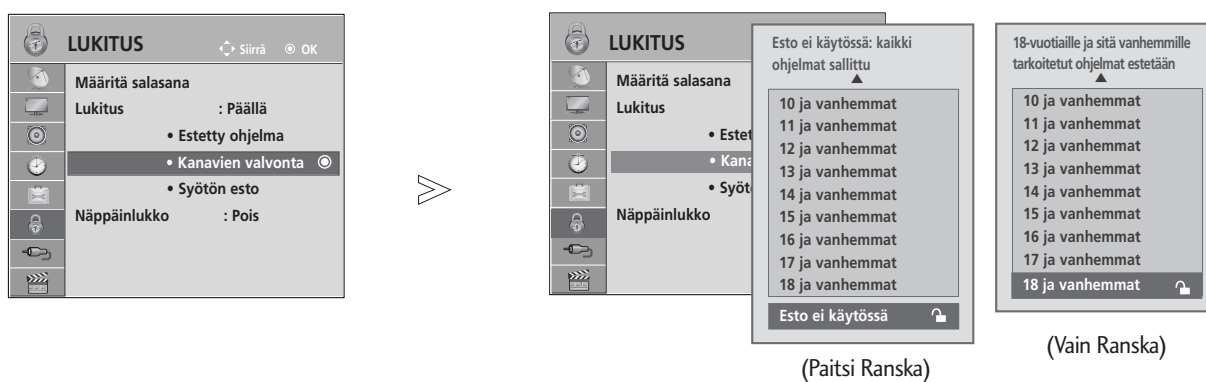 LUKITUS
Siirrä OK
Määritä salasana
Lukitus : Päällä
• Estetty ohjelma
• Kanavien valvonta
• Syötön esto
Näppäinlukko : Pois
LUKITUS
Määritä salasana
Lukitus
• Estet
• Kana
• Syöt
Näppäinlukko
Esto ei käytössä: kaikki
ohjelmat sallittu
10 ja vanhemmat
11 ja vanhemmat
12 ja vanhemmat
13 ja vanhemmat
14 ja vanhemmat
15 ja vanhemmat
16 ja vanhemmat
17 ja vanhemmat
18 ja vanhemmat
Esto ei käytössä
(Paitsi Ranska)
18-vuotiaille ja sitä vanhemmille
tarkoitetut ohjelmat estetään
10 ja vanhemmat
11 ja vanhemmat
12 ja vanhemmat
13 ja vanhemmat
14 ja vanhemmat
15 ja vanhemmat
16 ja vanhemmat
17 ja vanhemmat
18 ja vanhemmat
(Vain Ranska)